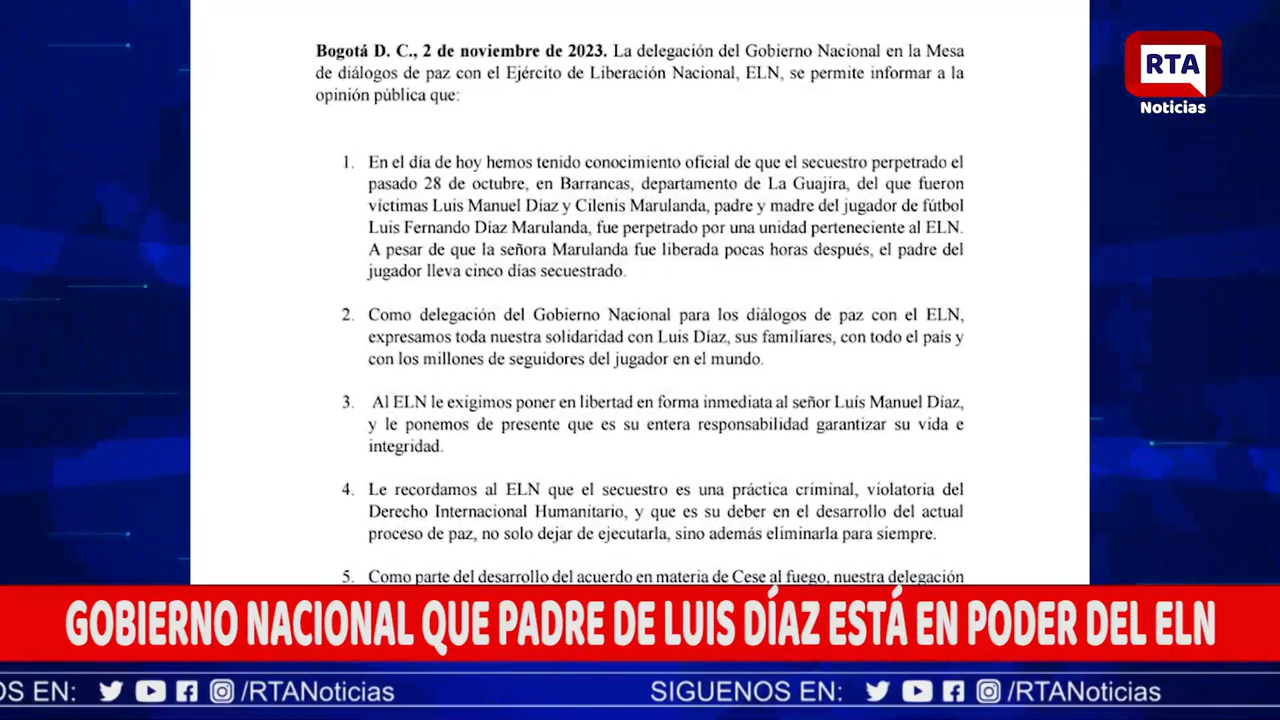 Bogotá D. C., 2 de noviembre de 2023. La delegación del Gobierno Nacional en la Mesa
de diálogos de paz con el Ejército de Liberación Nacional, ELN, se permite informar a la
opinión pública que:
RTA
Noticias
1. En el día de hoy hemos tenido conocimiento oficial de que el secuestro perpetrado el
pasado 28 de octubre, en Barrancas, departamento de La Guajira, del que fueron
víctimas Luis Manuel Díaz y Cilenis Marulanda, padre y madre del jugador de fútbol
Luis Fernando Díaz Marulanda, fue perpetrado por una unidad perteneciente al ELN.
A pesar de que la señora Marulanda fue liberada pocas horas después, el padre del
jugador lleva cinco días secuestrado.
2. Como delegación del Gobierno Nacional para los diálogos de paz con el ELN,
expresamos toda nuestra solidaridad con Luis Díaz, sus familiares, con todo el país y
con los millones de seguidores del jugador en el mundo.
3. Al ELN le exigimos poner en libertad en forma inmediata al señor Luís Manuel Díaz,
y le ponemos de presente que es su entera responsabilidad garantizar su vida e
integridad.
4. Le recordamos al ELN que el secuestro es una práctica criminal, violatoria del
Derecho Internacional Humanitario, y que es su deber en el desarrollo del actual
proceso de paz, no solo dejar de ejecutarla, sino además eliminarla para siempre.
5. Como parte del desarrollo del acuerdo en materia de Cese al fuego, nuestra delegación
GOBIERNO NACIONAL QUE PADRE DE LUIS DÍAZ ESTÁ EN PODER DEL ELN
OS EN: /RTANoticias SIGUENOS EN: /RTANoticias